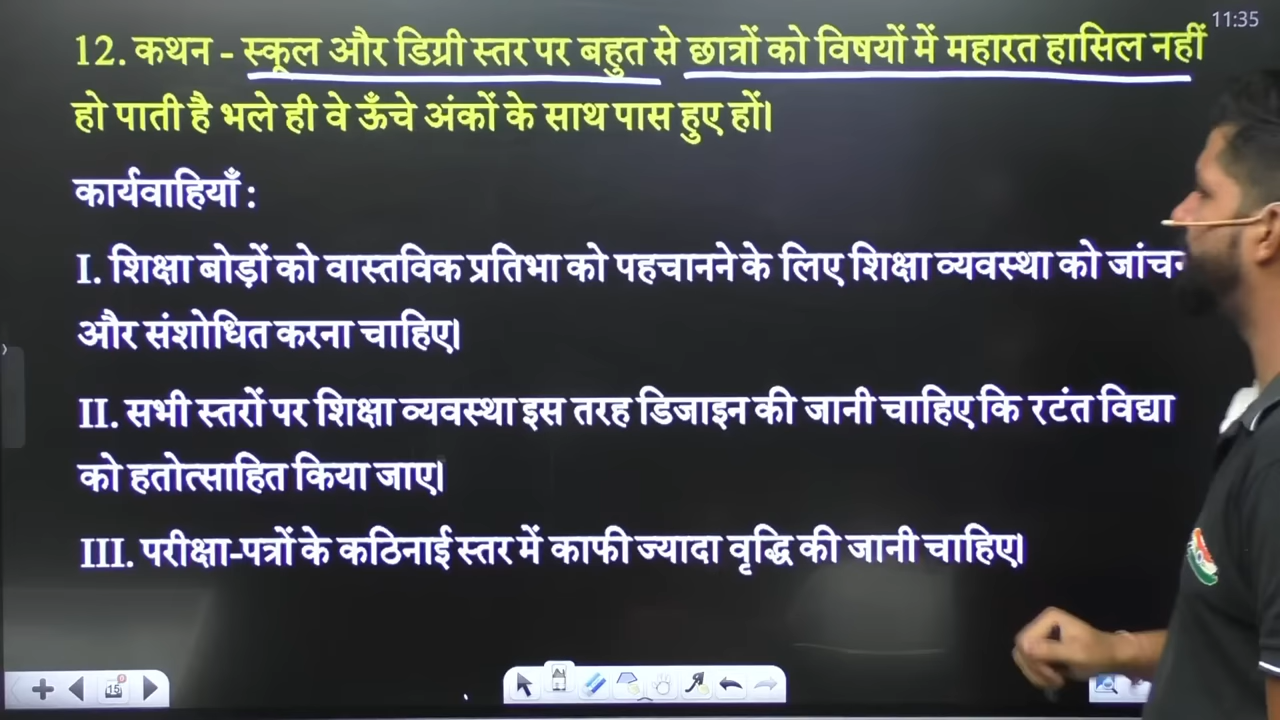 11:35
12. कथन - स्कूल और डिग्री स्तर पर बहुत से छात्रों को विषयों में महारत हासिल नहीं
हो पाती है भले ही वे ऊँचे अंकों के साथ पास हुए हों।
कार्यवाहियाँ :
I. शिक्षा बोड़ों को वास्तविक प्रतिभा को पहचानने के लिए शिक्षा व्यवस्था को
और संशोधित करना चाहिए।
II. सभी स्तरों पर शिक्षा व्यवस्था इस तरह डिजाइन की जानी चाहिए कि रटंत विद्या
को हतोत्साहित किया जाए।
III. परीक्षा-पत्रों के कठिनाई स्तर में काफी ज्यादा वृद्धि की जानी चाहिए।
15